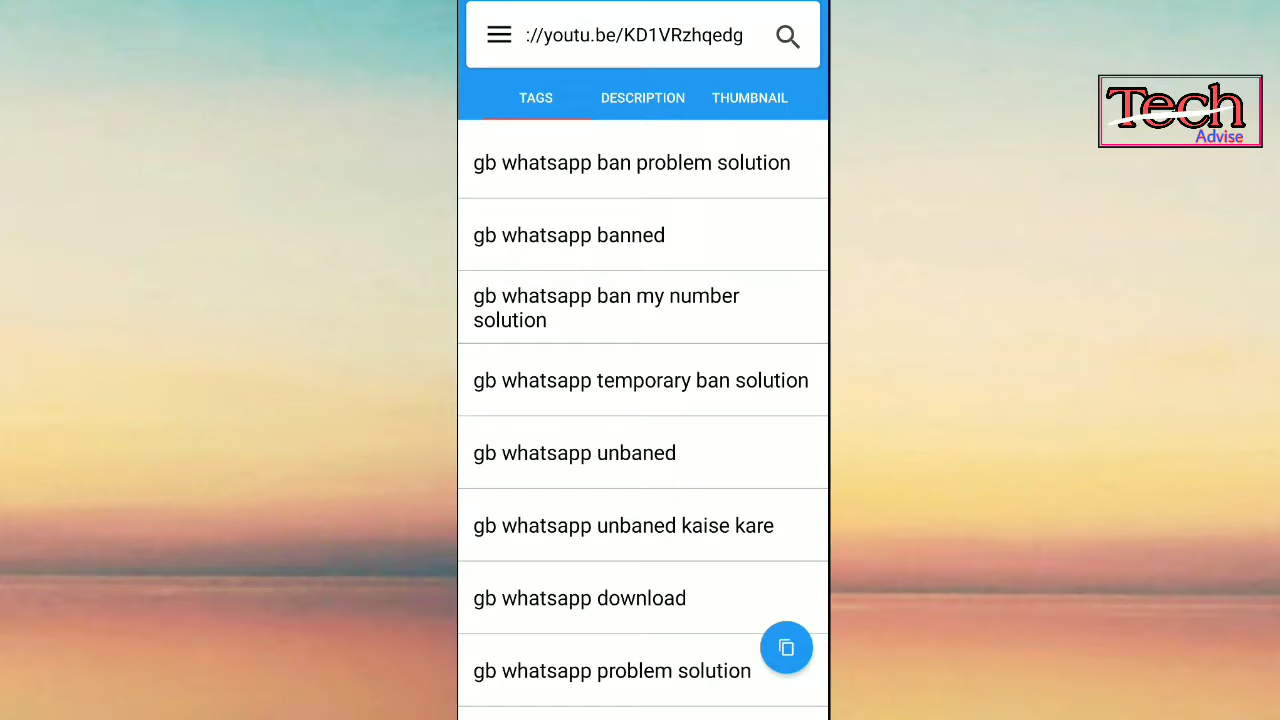 ://youtu.be/KD1VRzhqedg
TAGS DESCRIPTION THUMBNAIL
Tech
Advise
gb whatsapp ban problem solution
gb whatsapp banned
gb whatsapp ban my number
solution
gb whatsapp temporary ban solution
gb whatsapp unbaned
gb whatsapp unbaned kaise kare
gb whatsapp download
gb whatsapp problem solution